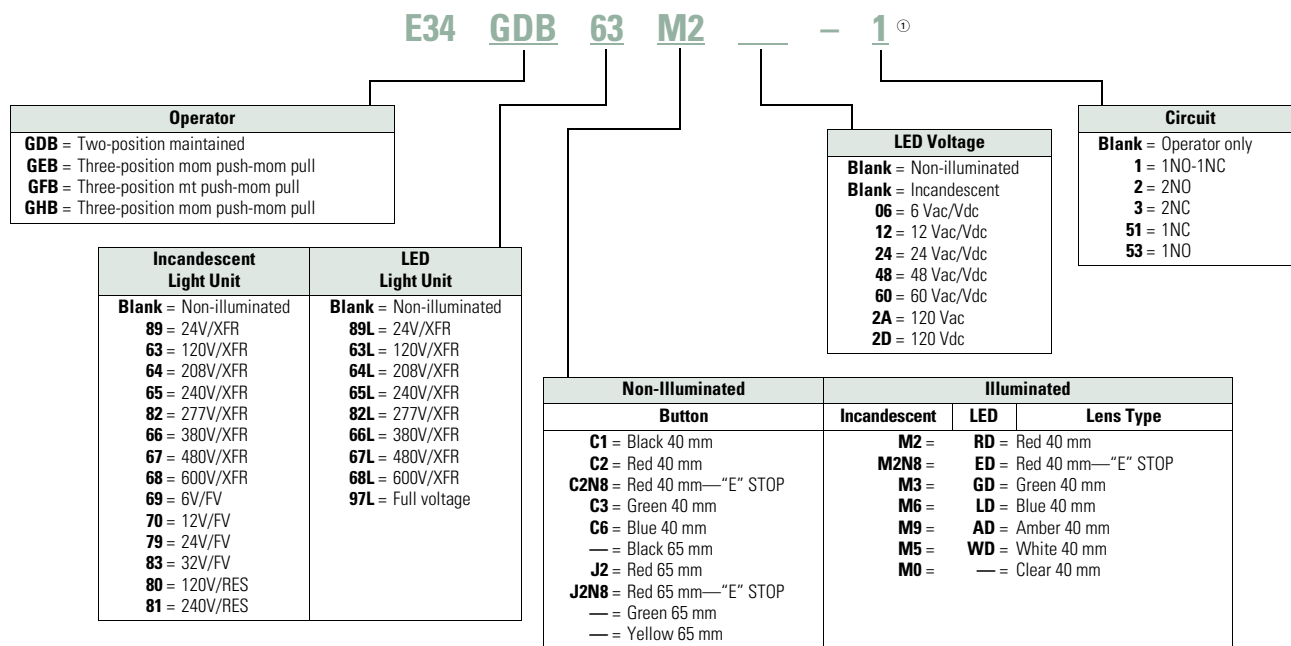 E34 GDB 63 M2 ___ – 1 ①
Operator
GDB = Two-position maintained
GEB = Three-position mom push-mom pull
GFB = Three-position mt push-mom pull
GHB = Three-position mom push-mom pull
LED Voltage
Blank = Non-illuminated
Blank = Incandescent
06 = 6 Vac/Vdc
12 = 12 Vac/Vdc
24 = 24 Vac/Vdc
48 = 48 Vac/Vdc
60 = 60 Vac/Vdc
2A = 120 Vac
2D = 120 Vdc
Circuit
Blank = Operator only
1 = 1NO-1NC
2 = 2NO
3 = 2NC
51 = 1NC
53 = 1NO
Incandescent
Light Unit
Blank = Non-illuminated
89 = 24V/XFR
63 = 120V/XFR
64 = 208V/XFR
65 = 240V/XFR
82 = 277V/XFR
66 = 380V/XFR
67 = 480V/XFR
68 = 600V/XFR
69 = 6V/FV
70 = 12V/FV
79 = 24V/FV
83 = 32V/FV
80 = 120V/RES
81 = 240V/RES
LED
Light Unit
Blank = Non-illuminated
89L = 24V/XFR
63L = 120V/XFR
64L = 208V/XFR
65L = 240V/XFR
82L = 277V/XFR
66L = 380V/XFR
67L = 480V/XFR
68L = 600V/XFR
97L = Full voltage
Non-Illuminated
Button
C1 = Black 40 mm
C2 = Red 40 mm
C2N8 = Red 40 mm—“E” STOP
C3 = Green 40 mm
C6 = Blue 40 mm
— = Black 65 mm
J2 = Red 65 mm
J2N8 = Red 65 mm—“E” STOP
— = Green 65 mm
— = Yellow 65 mm
Illuminated
Incandescent LED Lens Type
M2 = RD = Red 40 mm
M2N8 = ED = Red 40 mm—“E” STOP
M3 = GD = Green 40 mm
M6 = LD = Blue 40 mm
M9 = AD = Amber 40 mm
M5 = WD = White 40 mm
M0 = — = Clear 40 mm